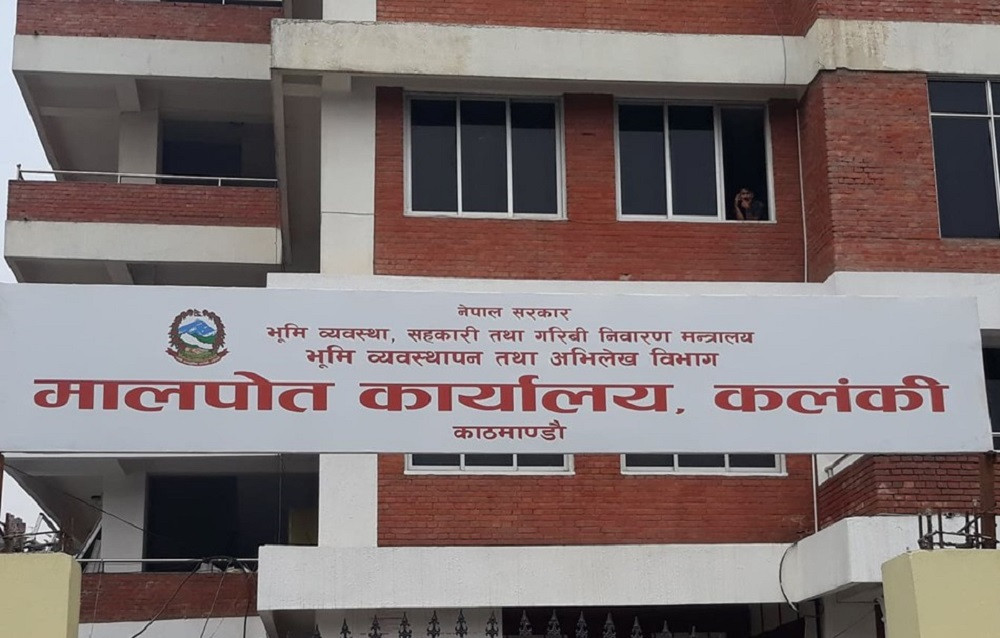 नेपाल सरकार
भूमि व्यवस्था, सहकारी तथा गरिबी निवारण मन्त्रालय
भूमि व्यवस्थापन तथा अभिलेख विभाग
मालपोत कार्यालय, कलंकी
काठमाण्डौ